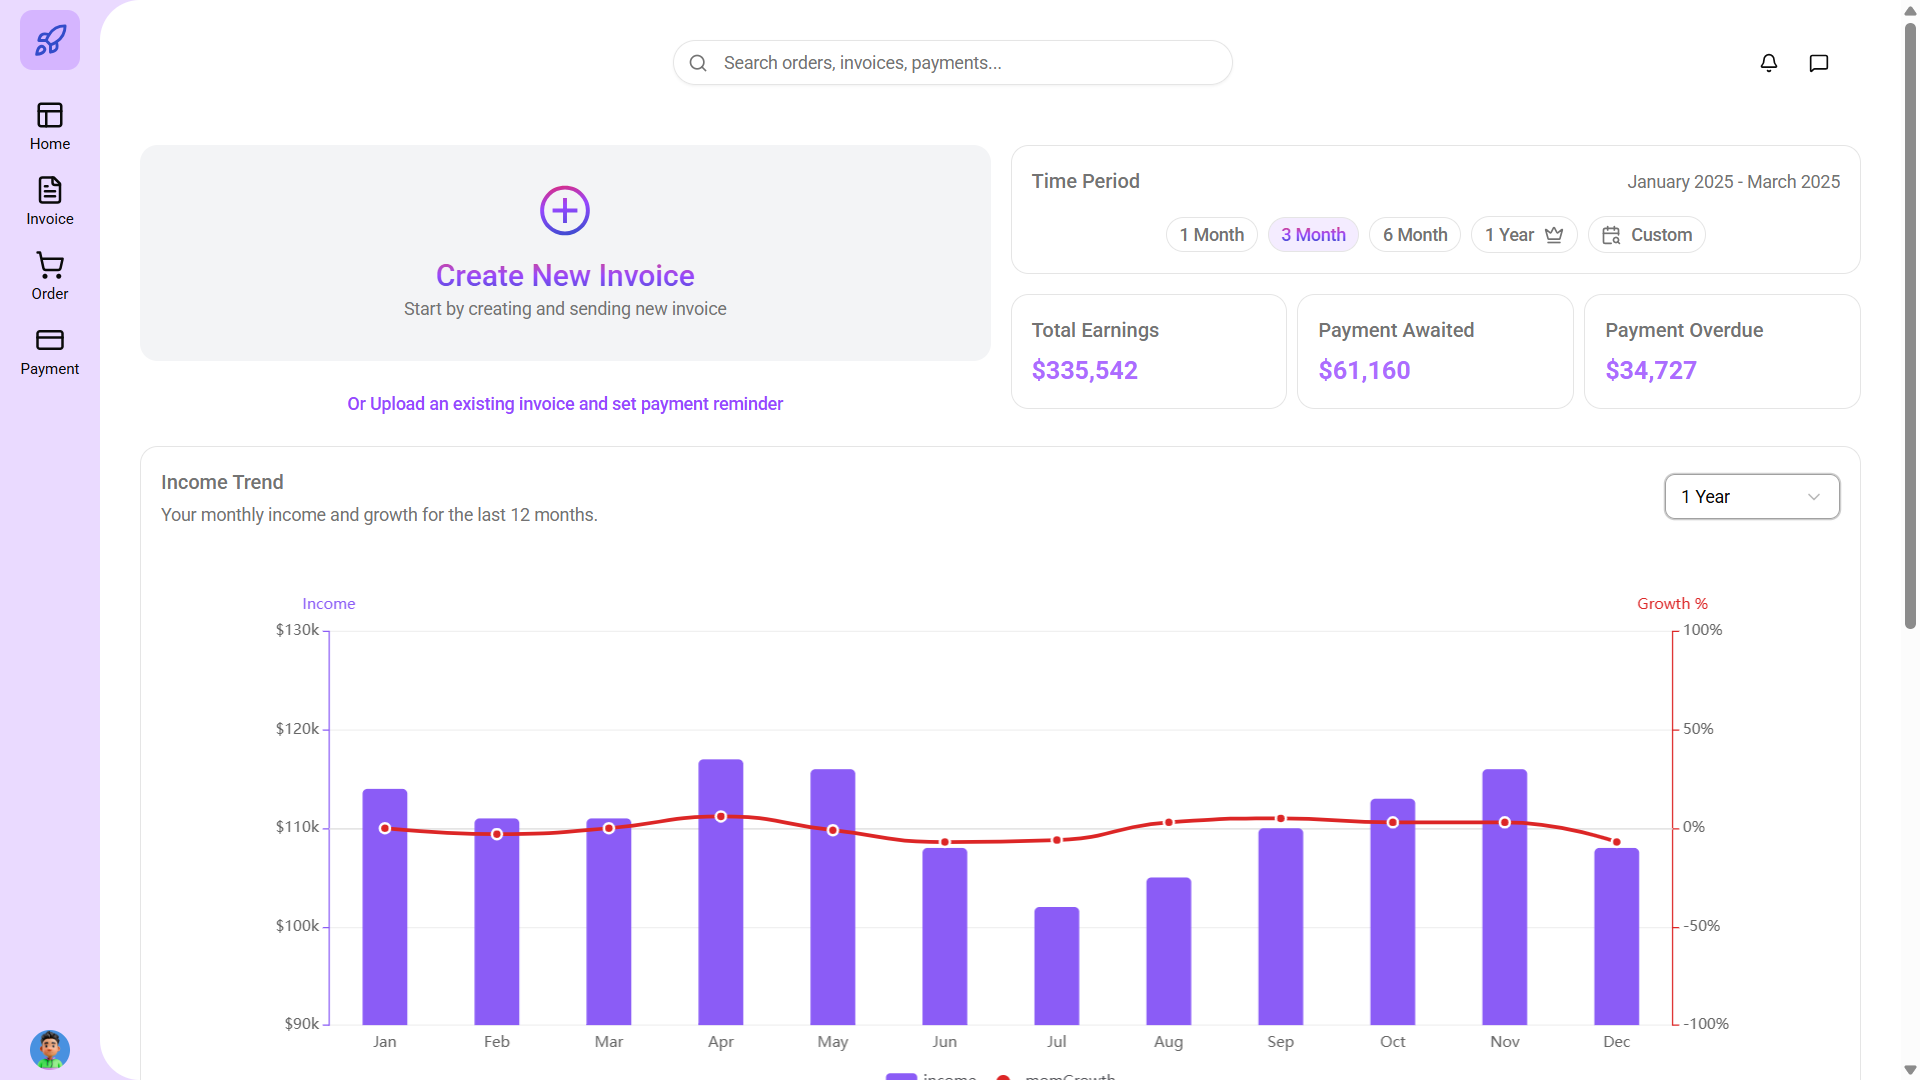 Search orders, invoices, payments...
Home
Invoice
Order
Payment
Create New Invoice
Start by creating and sending new invoice
Or Upload an existing invoice and set payment reminder
Time Period
January 2025 - March 2025
1 Month
3 Month
6 Month
1 Year
Custom
Total Earnings
$335,542
Payment Awaited
$61,160
Payment Overdue
$34,727
Income Trend
Your monthly income and growth for the last 12 months.
1 Year
Income
Growth %
$130k
$120k
$110k
$100k
$90k
100%
50%
0%
-50%
-100%
Jan
Feb
Mar
Apr
May
Jun
Jul
Aug
Sep
Oct
Nov
Dec
income
momGrowth